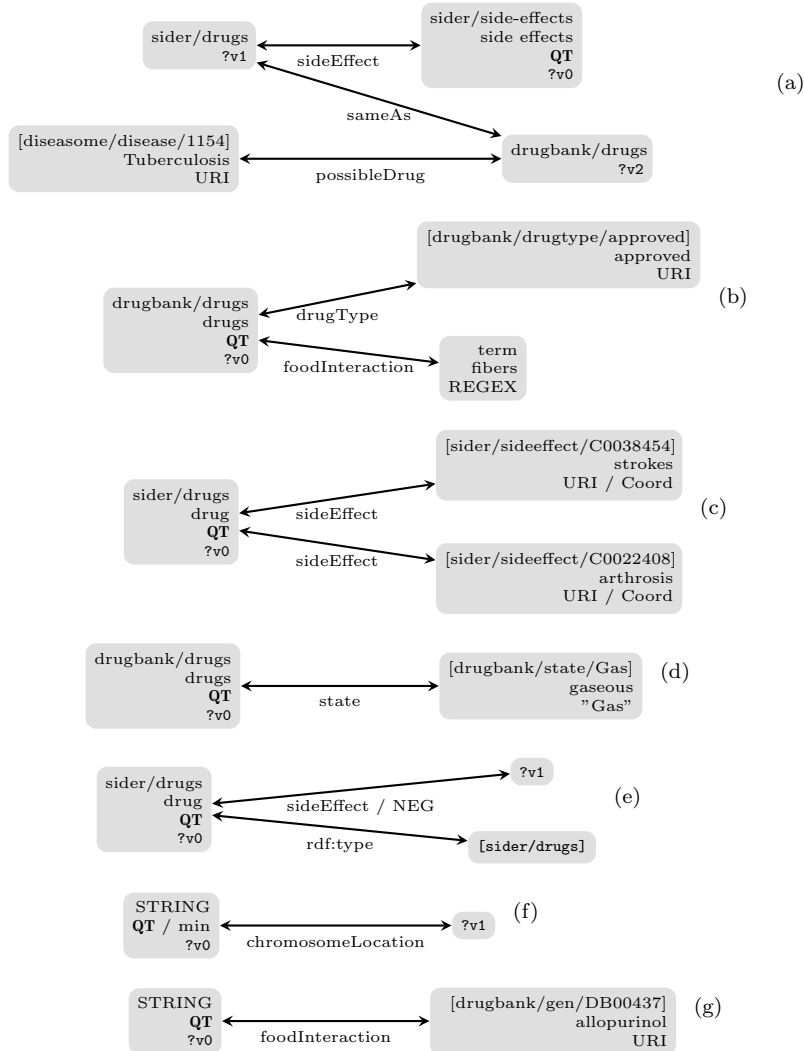 sider/drugs
?v1
sideEffect
sider/side-effects
side effects
QT
?v0
(a)
sameAs
[diseasome/disease/1154]
Tuberculosis
URI
possibleDrug
drugbank/drugs
?v2
[drugbank/drugtype/approved]
approved
URI
(b)
drugbank/drugs
drugs
QT
?v0
drugType
foodInteraction
term
fibers
REGEX
[sider/sideeffect/C0038454]
strokes
URI / Coord
(c)
sider/drugs
drug
QT
?v0
sideEffect
sideEffect
[sider/sideeffect/C0022408]
arthrosis
URI / Coord
drugbank/drugs
drugs
QT
?v0
state
[drugbank/state/Gas]
gaseous
"Gas"
(d)
sider/drugs
drug
QT
?v0
sideEffect / NEG
?v1
(e)
rdf:type
[sider/drugs]
STRING
QT / min
?v0
chromosomeLocation
?v1
(f)
STRING
QT
?v0
foodInteraction
[drugbank/gen/DB00437]
allopurinol
URI
(g)